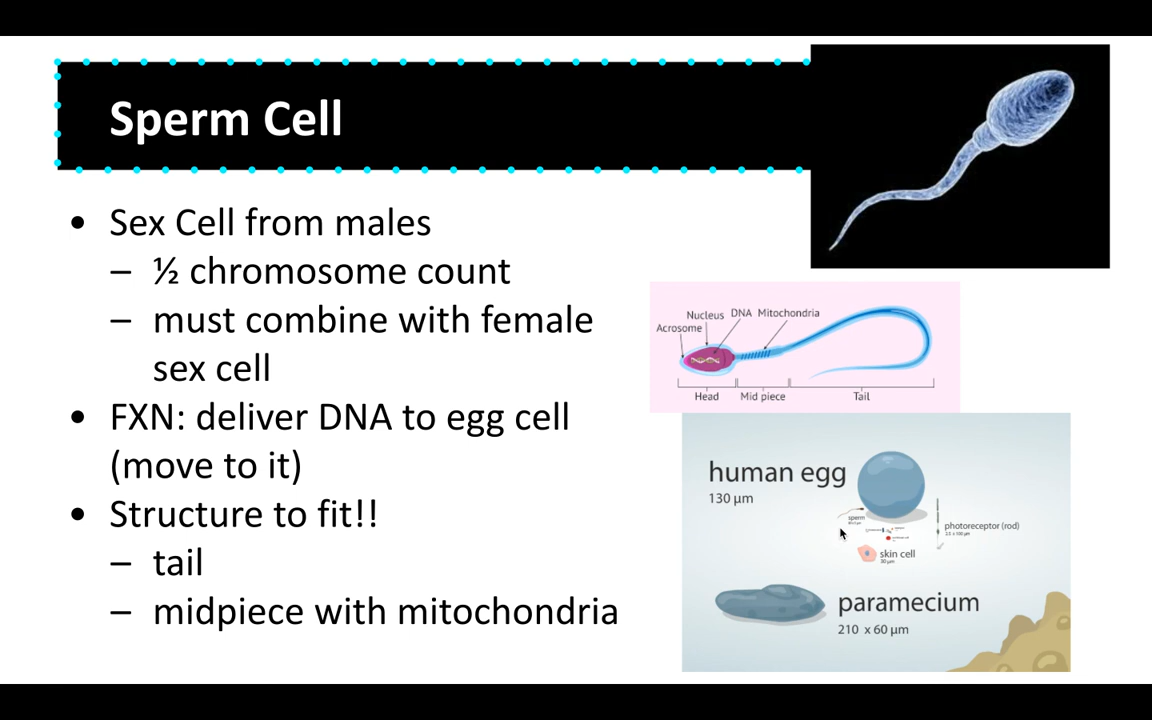 Sperm Cell
• Sex Cell from males
– ½ chromosome count
– must combine with female
sex cell
• FXN: deliver DNA to egg cell
(move to it)
• Structure to fit!!
– tail
– midpiece with mitochondria
Acrosome
Nucleus
DNA
Mitochondria
Head
Mid piece
Tail
human egg
130 µm
sperm
photoreceptor (rod)
skin cell
30 µm
paramecium
210 x 60 µm